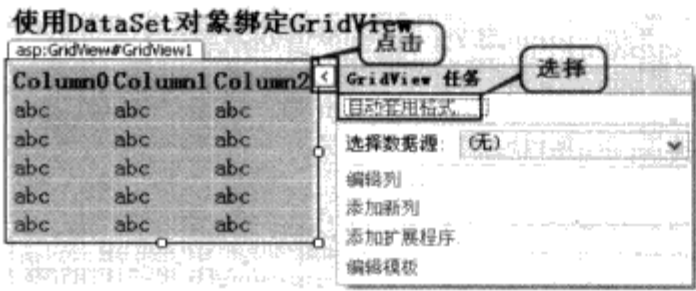 使用DataSet对象绑定GridView
asp:GridView#GridView1
点击
选择
Column0 Column1 Column2
<
GridView 任务
abc abc abc
自动套用格式...
abc abc abc
选择数据源: (无)
abc abc abc
编辑列...
abc abc abc
添加新列...
abc abc abc
添加扩展程序...
编辑模板